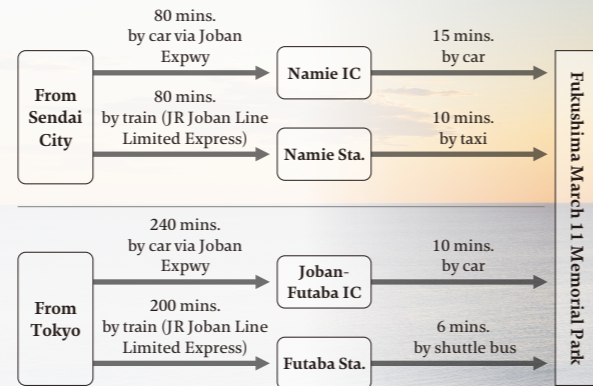 From
Sendai
City
80 mins.
by car via Joban
Expwy
Namie IC
15 mins.
by car
80 mins.
by train (JR Joban Line
Limited Express)
Namie Sta.
10 mins.
by taxi
From
Tokyo
240 mins.
by car via Joban
Expwy
Joban-
Futaba IC
10 mins.
by car
200 mins.
by train (JR Joban Line
Limited Express)
Futaba Sta.
6 mins.
by shuttle bus
Fukushima March 11 Memorial Park